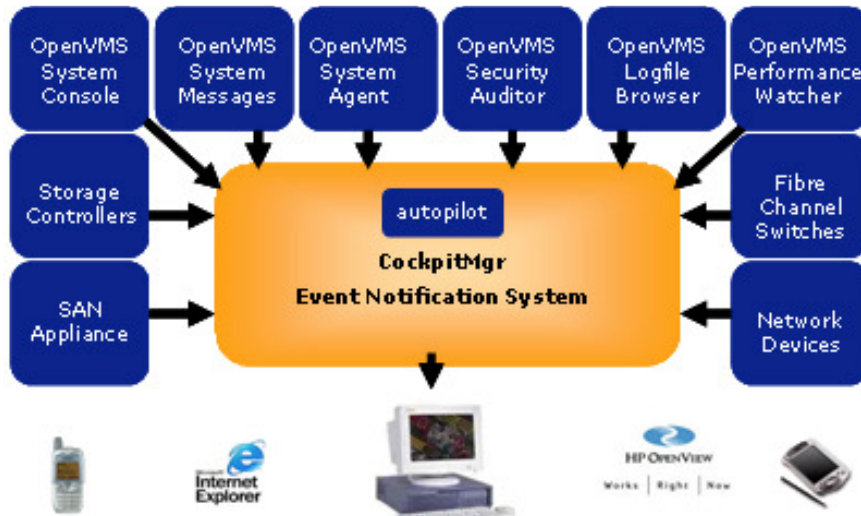 OpenVMS
System
Console
OpenVMS
System
Messages
OpenVMS
System
Agent
OpenVMS
Security
Auditor
OpenVMS
Logfile
Browser
OpenVMS
Performance
Watcher
Storage
Controllers
autopilot
Fibre
Channel
Switches
CockpitMgr
Event Notification System
SAN
Appliance
Network
Devices
Microsoft
Internet
Explorer
HP OPENVIEW
Works | Right | Now